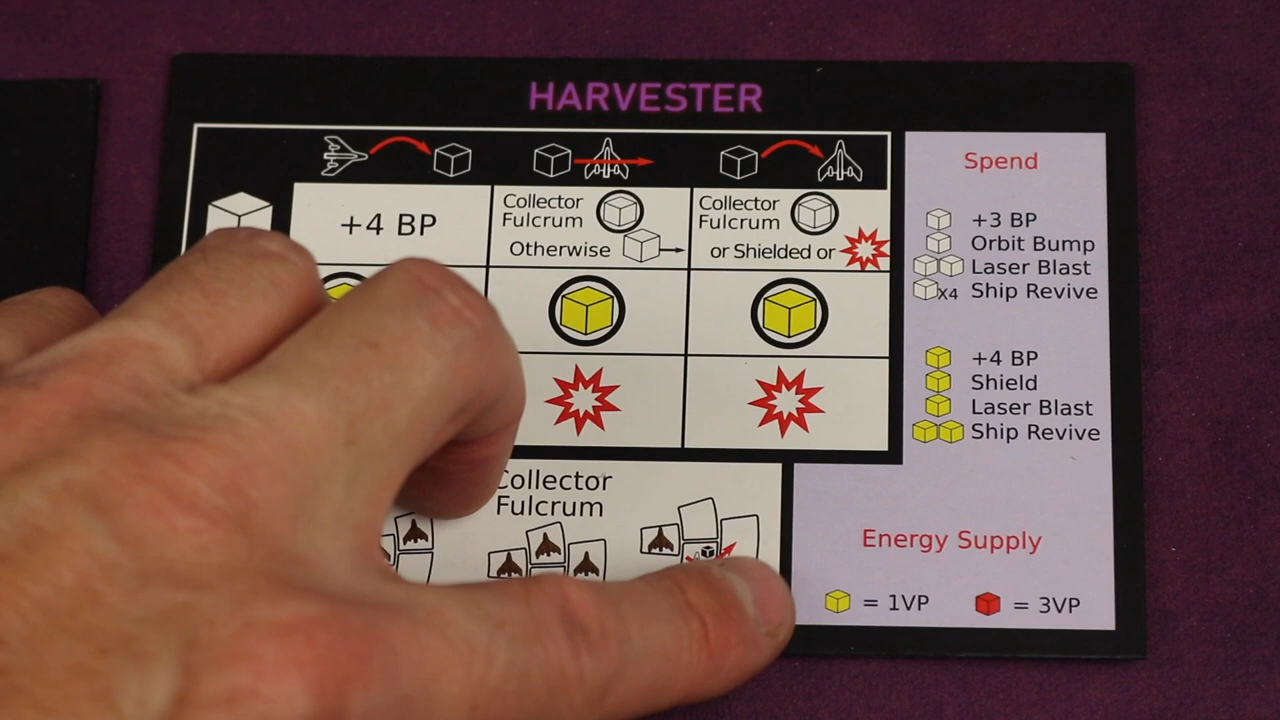 HARVESTER
+4 BP
Collector
Fulcrum
Otherwise
Collector
Fulcrum
or Shielded or
Spend
+3 BP
Orbit Bump
Laser Blast
X4 Ship Revive
+4 BP
Shield
Laser Blast
Ship Revive
Collector
Fulcrum
Energy Supply
= 1VP
= 3VP